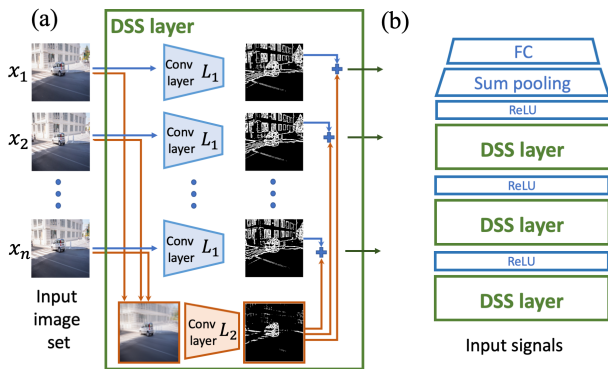 (a)
DSS layer
(b)
x₁
Conv
layer L₁
x₂
Conv
layer L₁
xₙ
Conv
layer L₁
Input
image
set
Conv
layer L₂
FC
Sum pooling
ReLU
DSS layer
ReLU
DSS layer
ReLU
DSS layer
Input signals